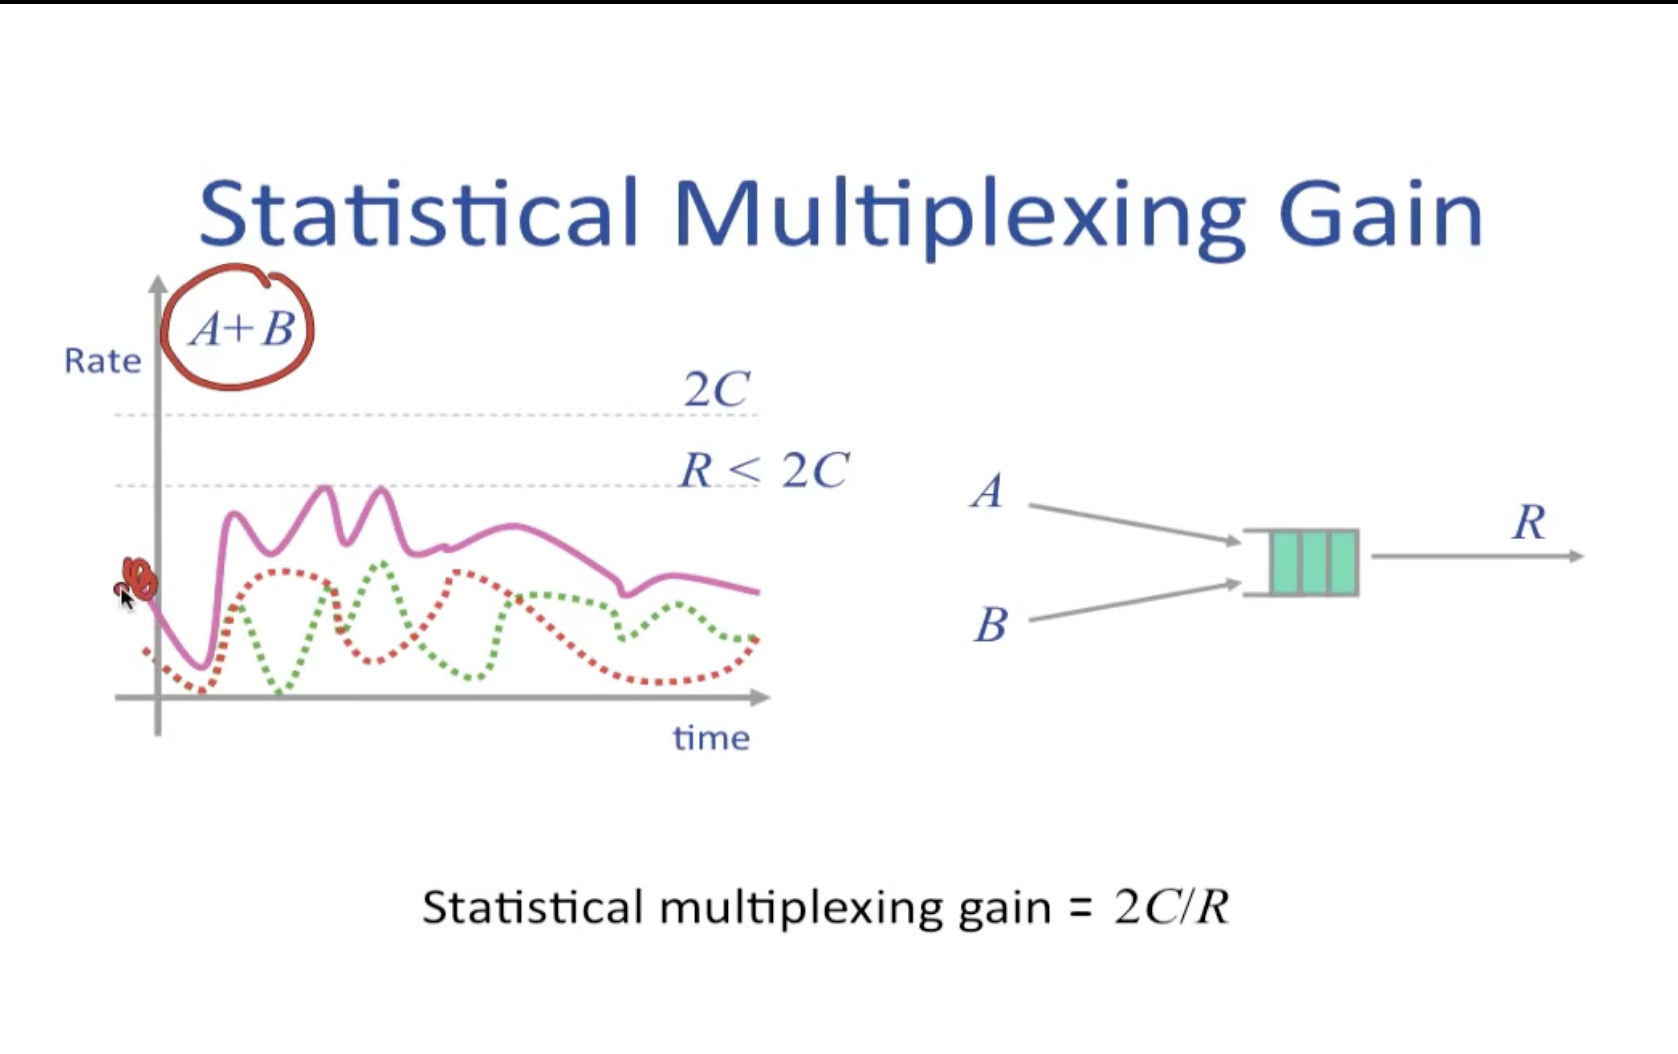 Statistical Multiplexing Gain
A+B
Rate
2C
R < 2C
A
R
B
time
Statistical multiplexing gain = 2C/R